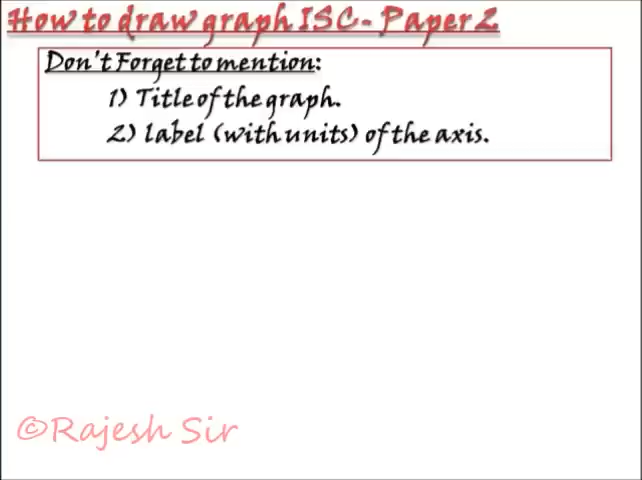 How to draw graph ISC- Paper 2
Don't Forget to mention:
1) Title of the graph.
2) label (with units) of the axis.
©Rajesh Sir